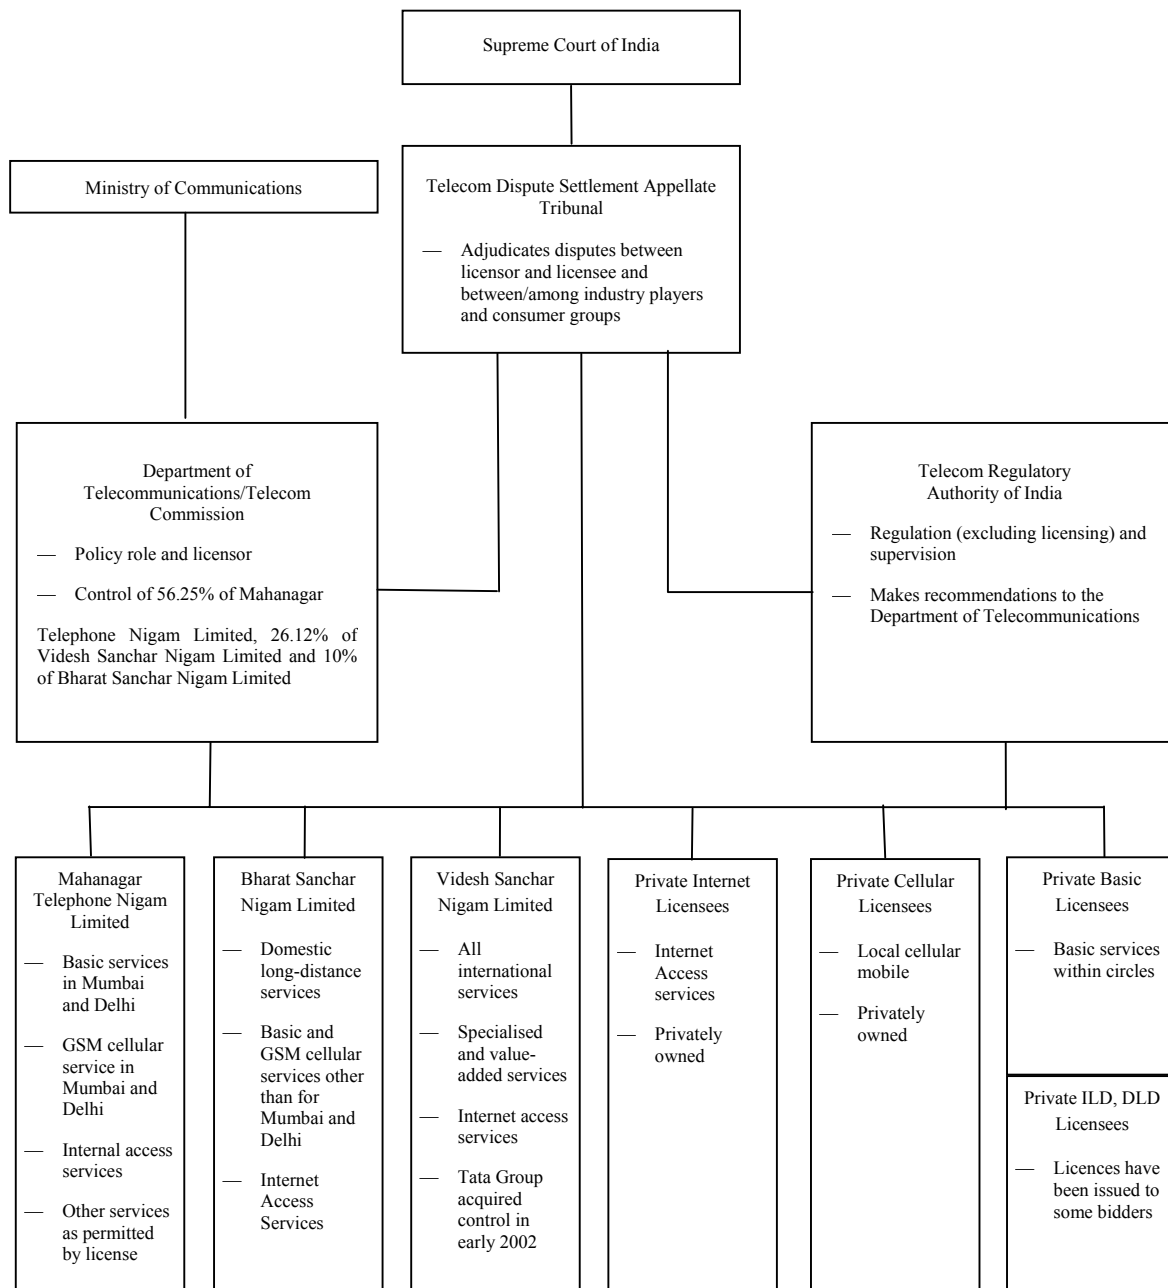 Supreme Court of India
Ministry of Communications
Telecom Dispute Settlement Appellate
Tribunal
— Adjudicates disputes between
licensor and licensee and
between/among industry players
and consumer groups
Department of
Telecommunications/Telecom
Commission
— Policy role and licensor
— Control of 56.25% of Mahanagar
Telephone Nigam Limited, 26.12% of
Videsh Sanchar Nigam Limited and 10%
of Bharat Sanchar Nigam Limited
Telecom Regulatory
Authority of India
— Regulation (excluding licensing) and
supervision
— Makes recommendations to the
Department of Telecommunications
Mahanagar
Telephone Nigam
Limited
— Basic services
in Mumbai
and Delhi
— GSM cellular
service in
Mumbai and
Delhi
— Internal access
services
— Other services
as permitted
by license
Bharat Sanchar
Nigam Limited
— Domestic
long-distance
services
— Basic and
GSM cellular
services other
than for
Mumbai and
Delhi
— Internet
Access
Services
Videsh Sanchar
Nigam Limited
— All
international
services
— Specialised
and value-
added services
— Internet access
services
— Tata Group
acquired
control in
early 2002
Private Internet
Licensees
— Internet
Access
services
— Privately
owned
Private Cellular
Licensees
— Local cellular
mobile
— Privately
owned
Private Basic
Licensees
— Basic services
within circles
Private ILD, DLD
Licensees
— Licences have
been issued to
some bidders